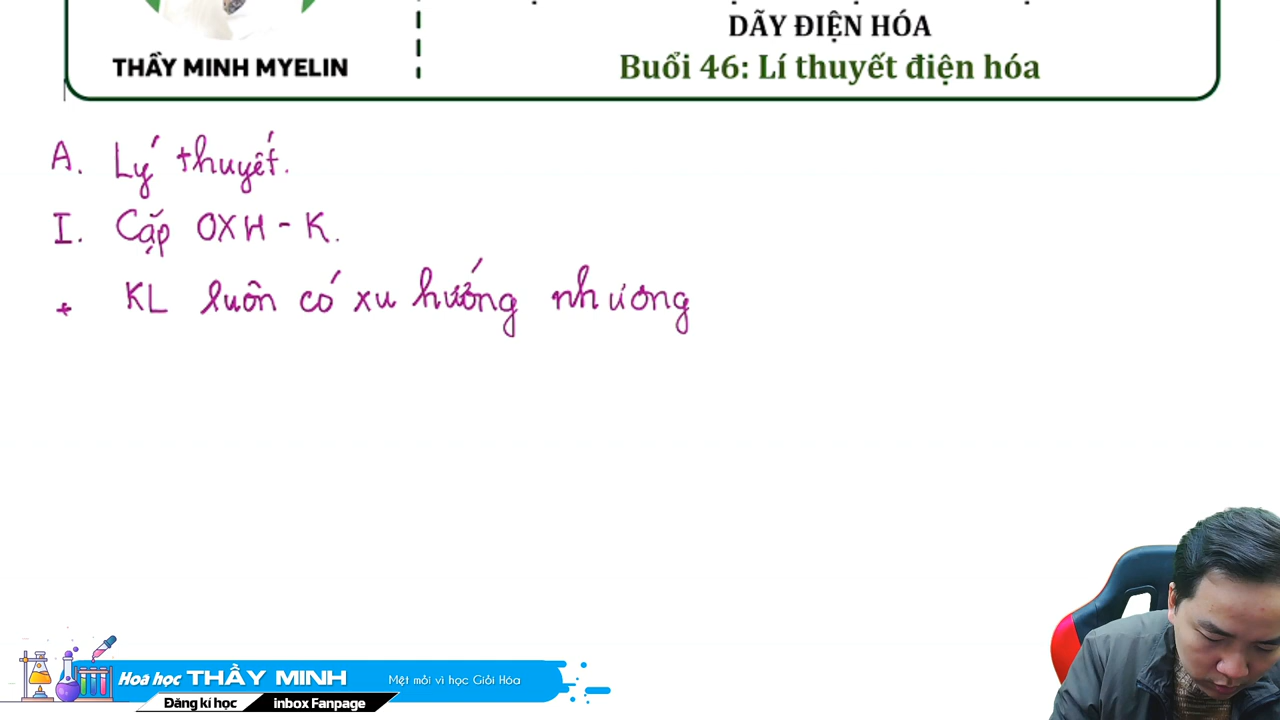 DÃY ĐIỆN HÓA
THẦY MINH MYELIN
Buổi 46: Lí thuyết điện hóa
A. Lý thuyết.
I. Cặp OXH - K.
* KL luôn có xu hướng nhương
Hoá học THẦY MINH
Mệt mỏi vì học Giỏi Hóa
Đăng kí học
inbox Fanpage